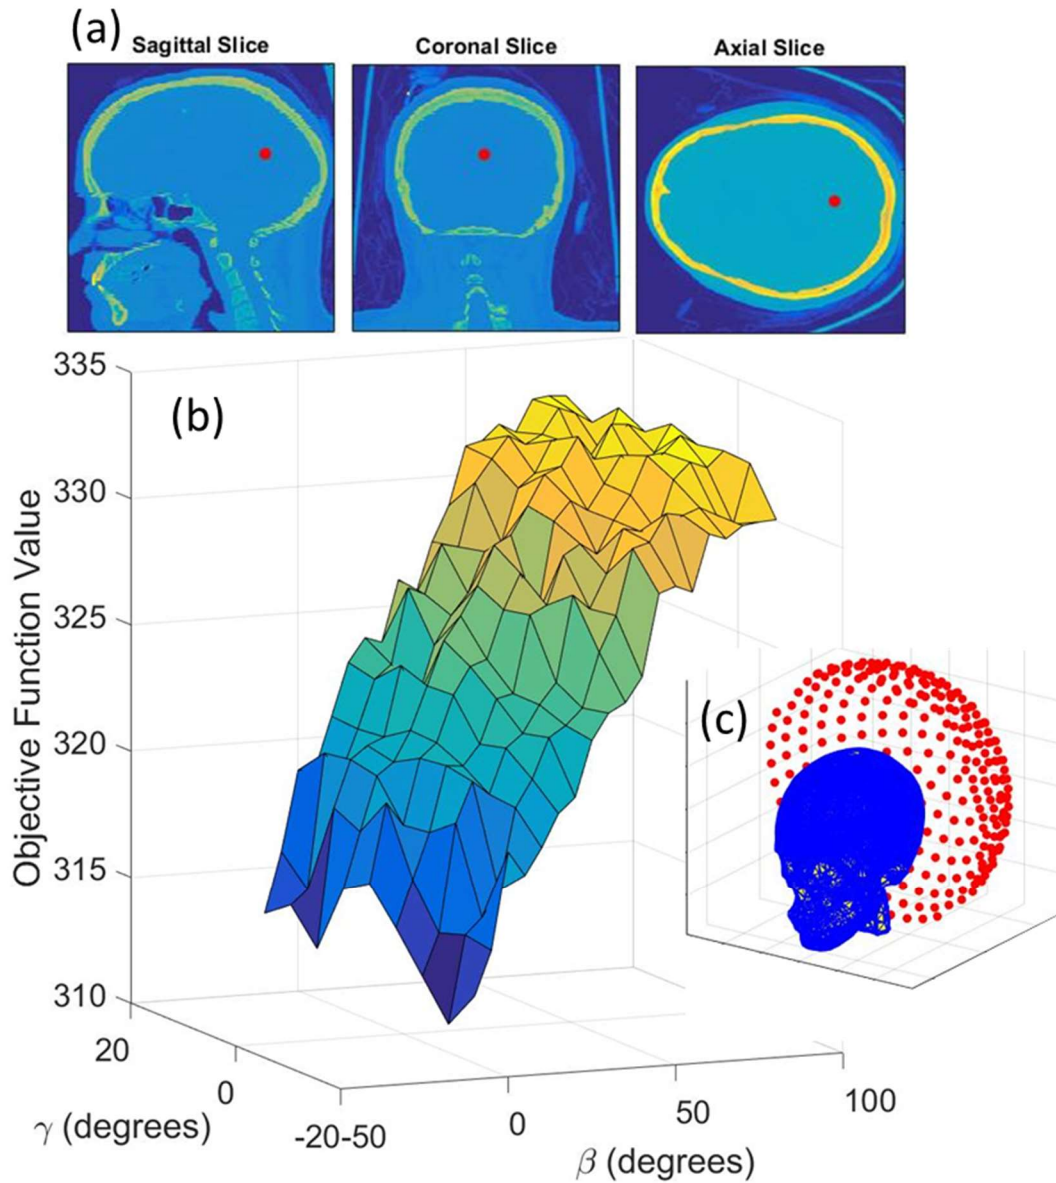 (a)
Sagittal Slice
Coronal Slice
Axial Slice
335
(b)
330
325
320
315
310
Objective Function Value
(c)
20
0
-20
-50
0
50
100
γ (degrees)
β (degrees)